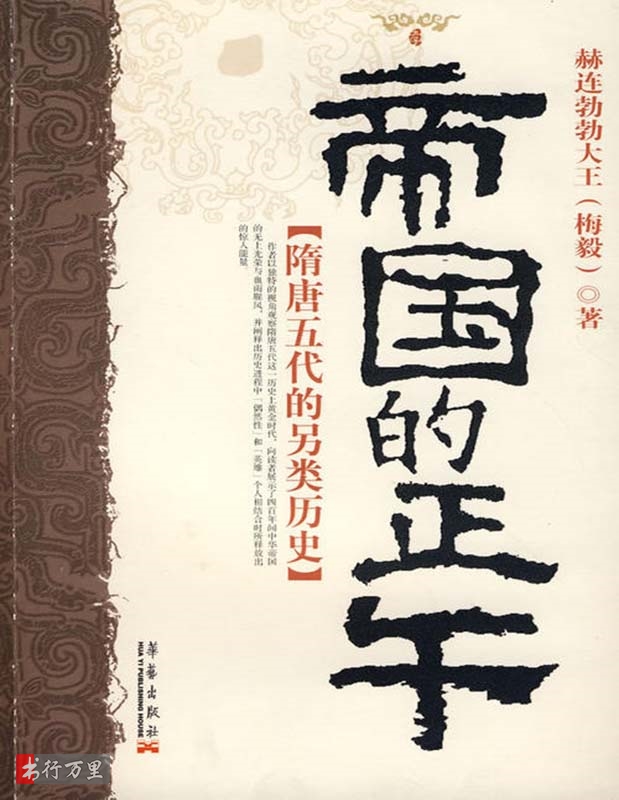 赫连勃勃大王(梅毅)◎著
帝国的正午
【隋唐五代的另类历史】
作者以独特的视角观察隋唐五代这一历史上黄金时代,向读者展示了四百年间中华帝国
的无上光荣与血雨腥风,并阐释出历史进程中「偶然性」和「英雄」个人相结合时所释放出
的惊人能量。
華藝出版社
HUA YI PUBLISHING HOUSE
书行万里